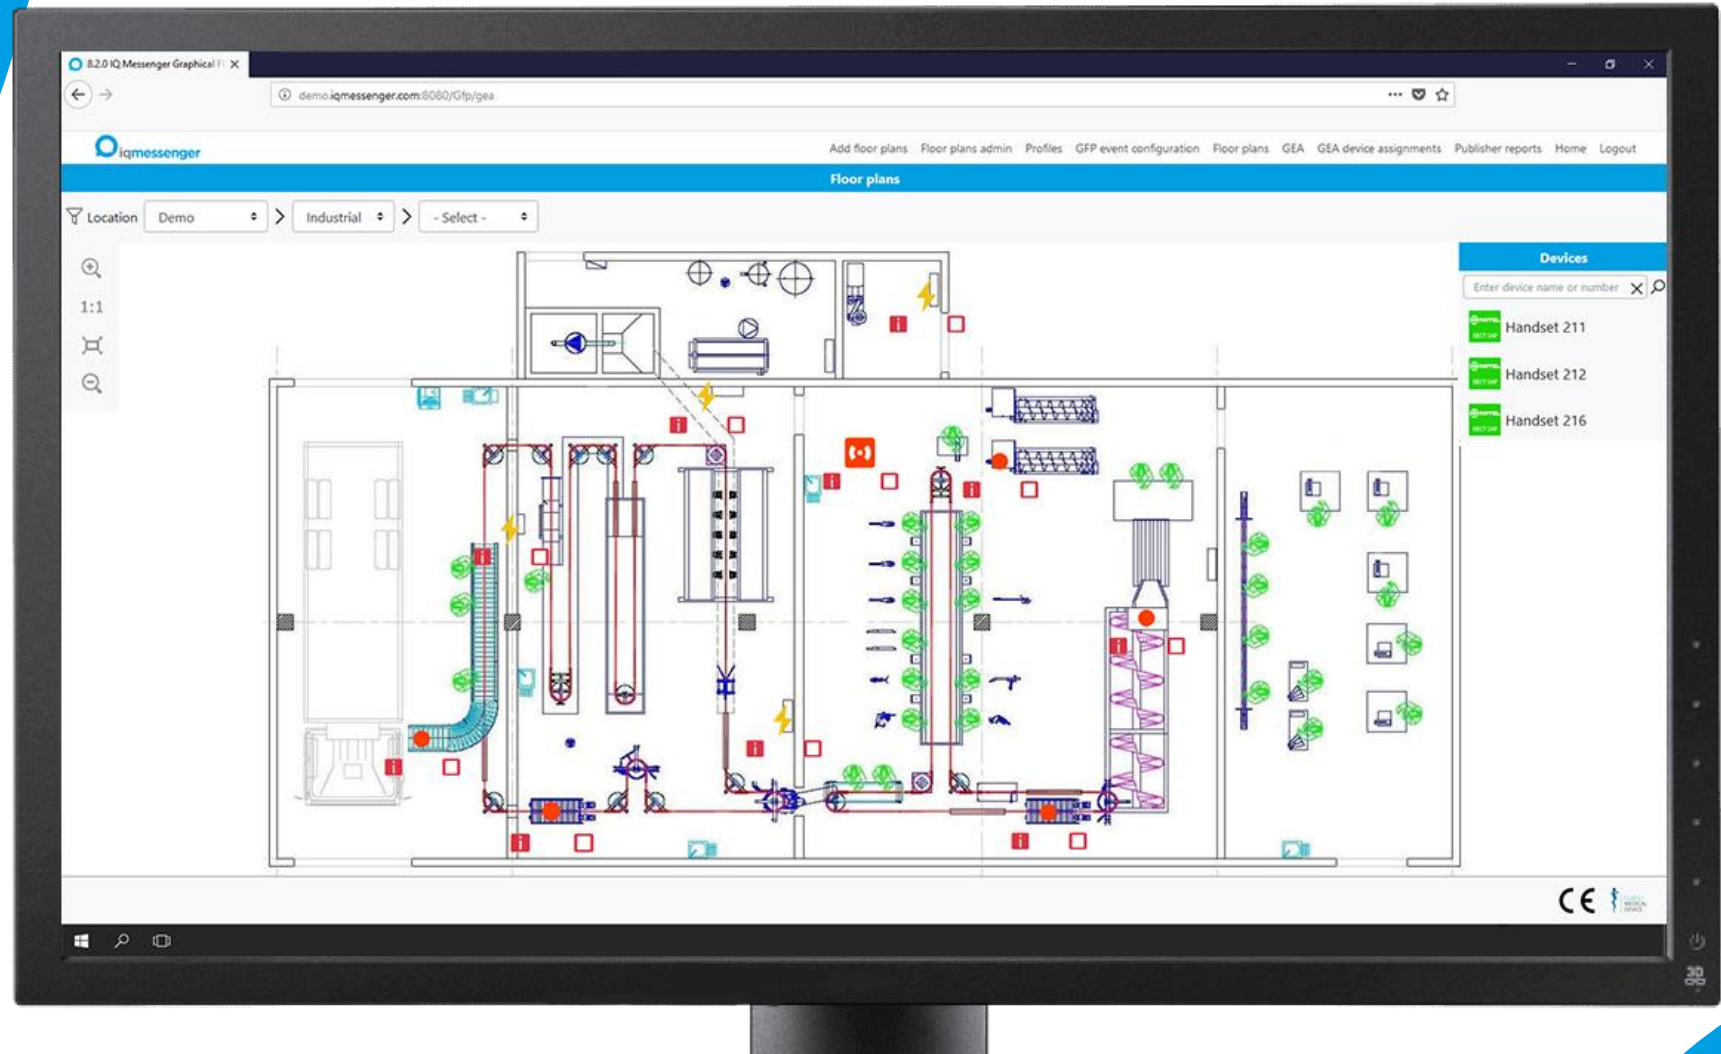 8.2.0 IQ Messenger Graphical Fl
demo.iqmessenger.com:8080/Gfp/gea
iqmessenger
Add floor plans Floor plans admin Profiles GFP event configuration Floor plans GEA GEA device assignments Publisher reports Home Logout
Floor plans
Location Demo > Industrial > - Select -
1:1
Devices
Enter device name or number
Handset 211
Handset 212
Handset 216
CE
3D